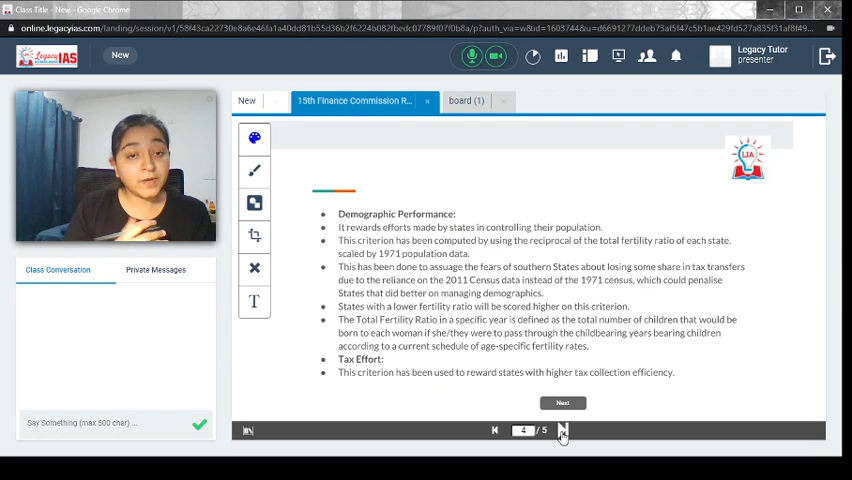 Class Title - New - Google Chrome
online.legacyias.com/landing/session/v1/58f43ca22730e8a6e46fa1a40dd81b55d36b2f6224b082fbedc07789f07f0b8a/p?auth_via=w&id=1603744&u=d6691277ddeb73af5f47c5b1ae429fd527a835f31af8f749...
Legacy IAS
New
Legacy Tutor
presenter
New
15th Finance Commission R...
board (1)
LIA
Demographic Performance:
It rewards efforts made by states in controlling their population.
This criterion has been computed by using the reciprocal of the total fertility ratio of each state,
scaled by 1971 population data.
This has been done to assuage the fears of southern States about losing some share in tax transfers
due to the reliance on the 2011 Census data instead of the 1971 census, which could penalise
States that did better on managing demographics.
States with a lower fertility ratio will be scored higher on this criterion.
The Total Fertility Ratio in a specific year is defined as the total number of children that would be
born to each woman if she/they were to pass through the childbearing years bearing children
according to a current schedule of age-specific fertility rates.
Tax Effort:
This criterion has been used to reward states with higher tax collection efficiency.
Class Conversation
Private Messages
Say Something (max 500 char) ...
T
Next
4 / 5